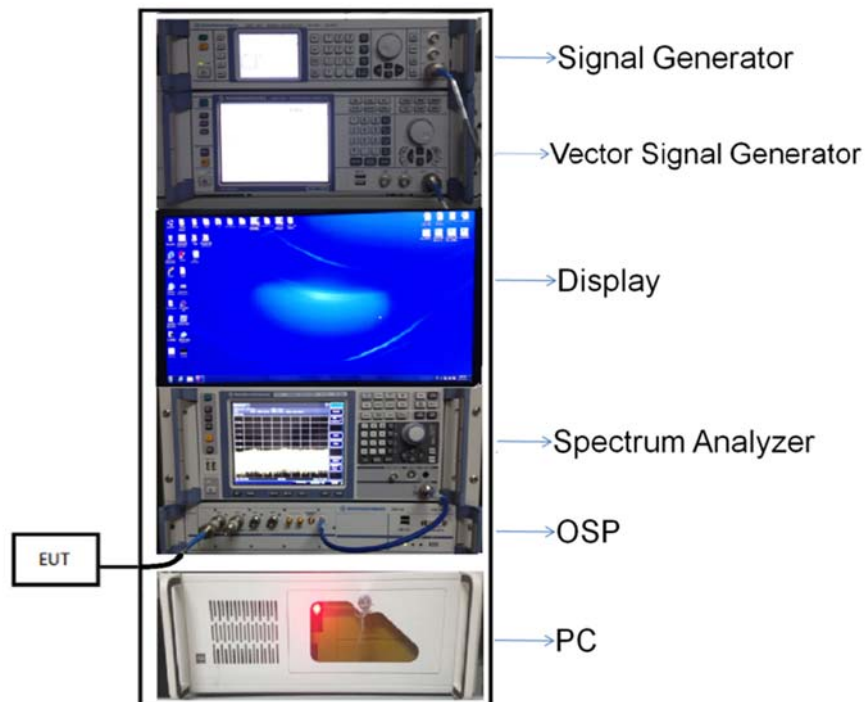 Signal Generator
Vector Signal Generator
Display
Spectrum Analyzer
OSP
EUT
PC